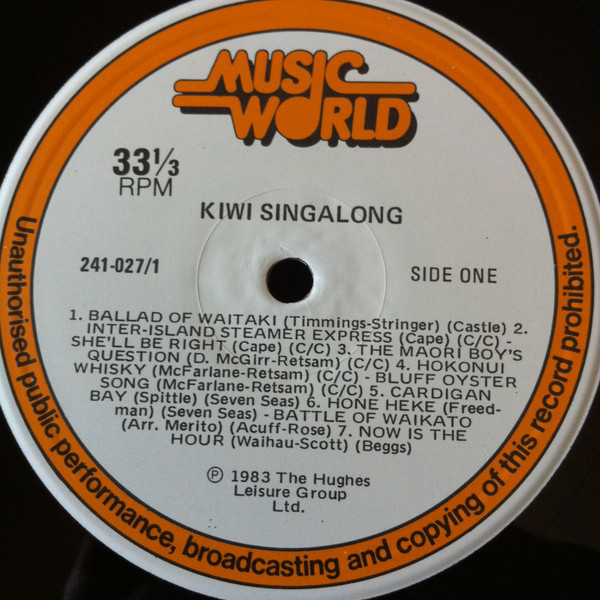 MUSIC
WORLD
33⅓
RPM
KIWI SINGALONG
241-027/1
SIDE ONE
1. BALLAD OF WAITAKI (Timmings-Stringer) (Castle) 2.
INTER-ISLAND STEAMER EXPRESS (Cape) (C/C) -
SHE'LL BE RIGHT (Cape) (C/C) 3. THE MAORI BOY'S
QUESTION (D. McGirr-Retsam) (C/C) 4. HOKONUI
WHISKY (McFarlane-Retsam) (C/C) - BLUFF OYSTER
SONG (McFarlane-Retsam) (C/C) 5. CARDIGAN
BAY (Spittle) (Seven Seas) 6. HONE HEKE (Freed-
man) (Seven Seas) - BATTLE OF WAIKATO
(Arr. Merito) (Acuff-Rose) 7. NOW IS THE
HOUR (Waihau-Scott) (Beggs)
℗ 1983 The Hughes
Leisure Group
Ltd.
Unauthorised public performance, broadcasting and copying of this record prohibited.